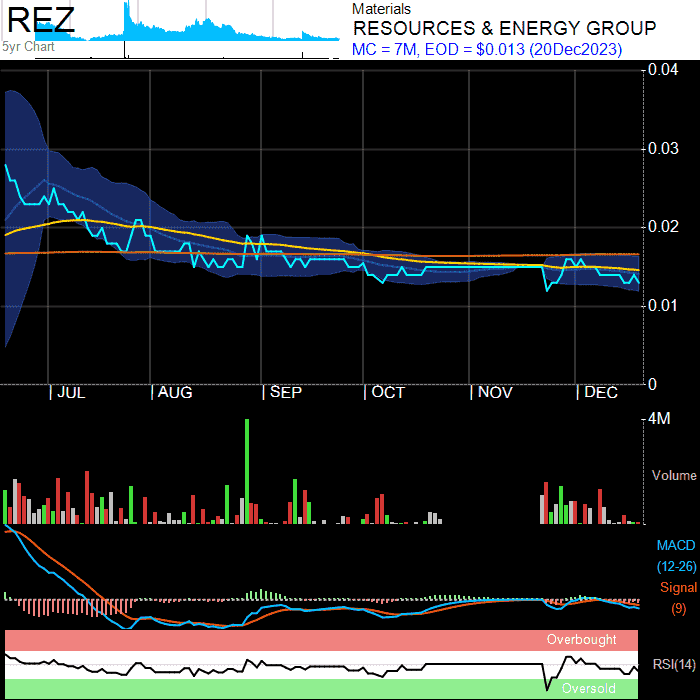 REZ
5yr Chart
Materials
RESOURCES & ENERGY GROUP
MC = 7M, EOD = $0.013 (20Dec2023)
0.04
0.03
0.02
0.01
0
JUL AUG SEP OCT NOV DEC
4M
Volume
MACD
(12-26)
Signal
(9)
Overbought
RSI(14)
Oversold